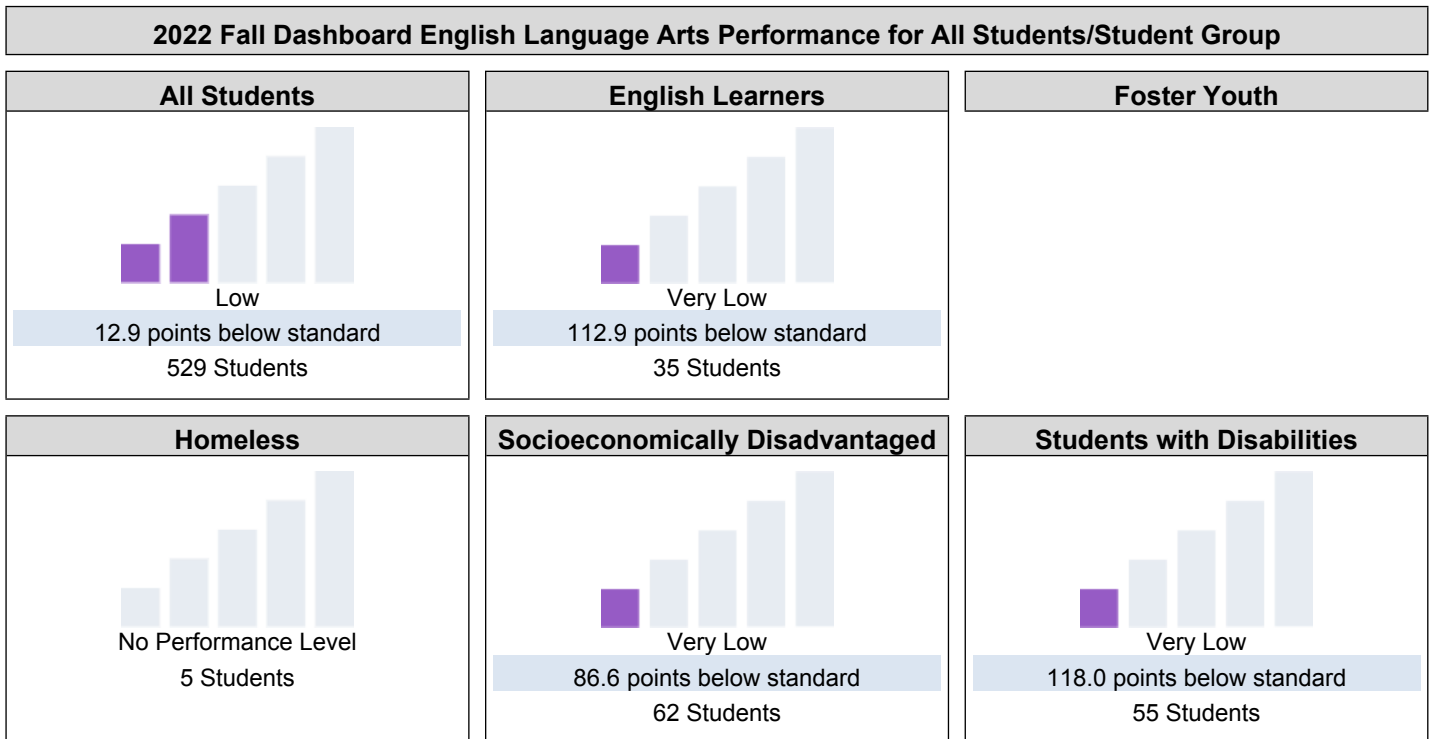 2022 Fall Dashboard English Language Arts Performance for All Students/Student Group
All Students
Low
12.9 points below standard
529 Students
English Learners
Very Low
112.9 points below standard
35 Students
Foster Youth
Homeless
No Performance Level
5 Students
Socioeconomically Disadvantaged
Very Low
86.6 points below standard
62 Students
Students with Disabilities
Very Low
118.0 points below standard
55 Students